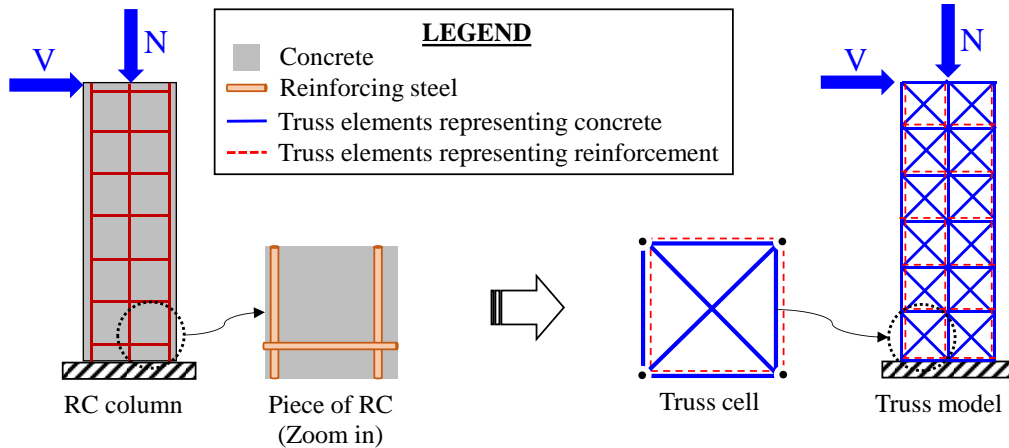 N
V
LEGEND
Concrete
Reinforcing steel
Truss elements representing concrete
Truss elements representing reinforcement
N
V
RC column
Piece of RC
(Zoom in)
Truss cell
Truss model